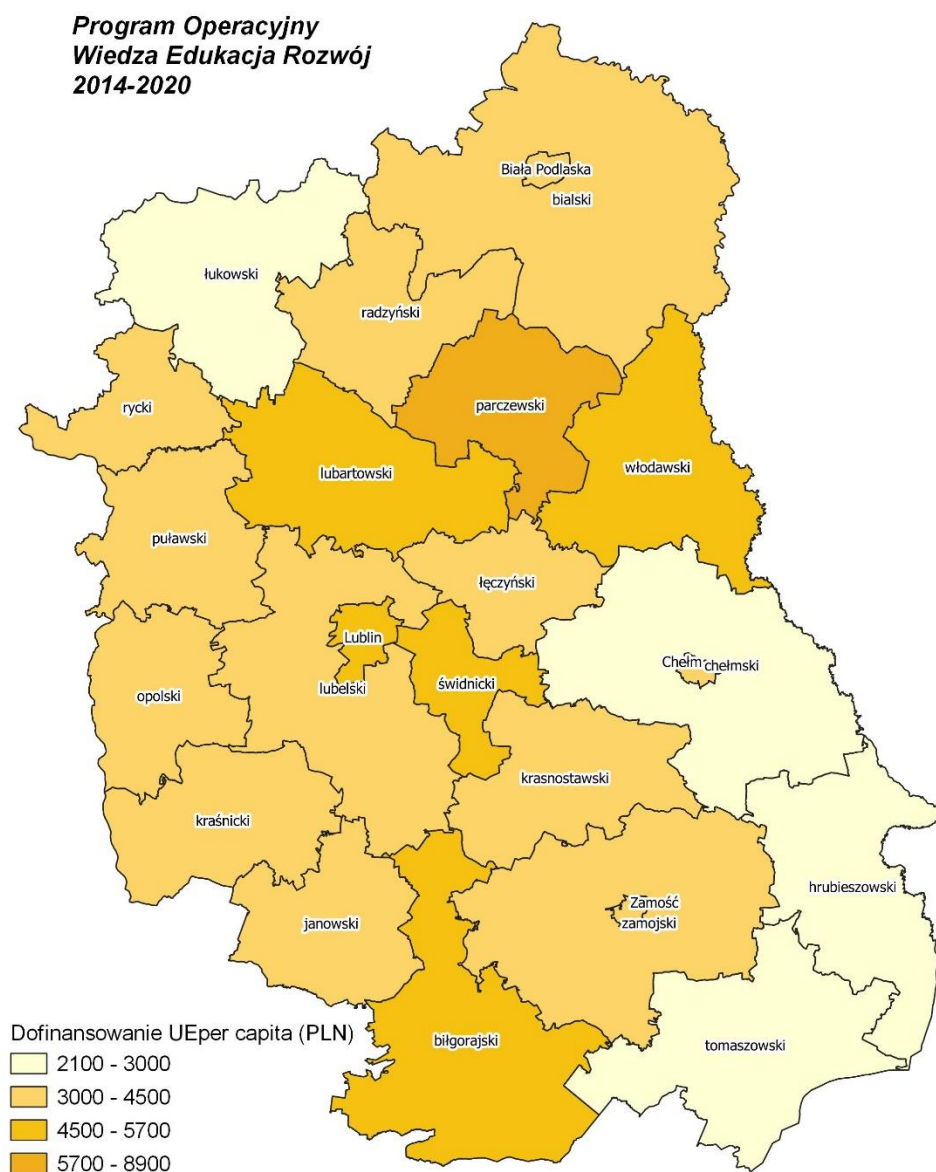 Program Operacyjny
Wiedza Edukacja Rozwój
2014-2020
Biała Podlaska
bialski
łukowski
radzyński
rycki
parczewski
lubartowski
włodawski
puławski
łęczyński
Lublin
Chełm
chełmski
opolski
lubelski
świdnicki
krasnostawski
kraśnicki
hrubieszowski
Zamość
janowski
zamojski
Dofinansowanie UEper capita (PLN)
biłgorajski
tomaszowski
2100 - 3000
3000 - 4500
4500 - 5700
5700 - 8900